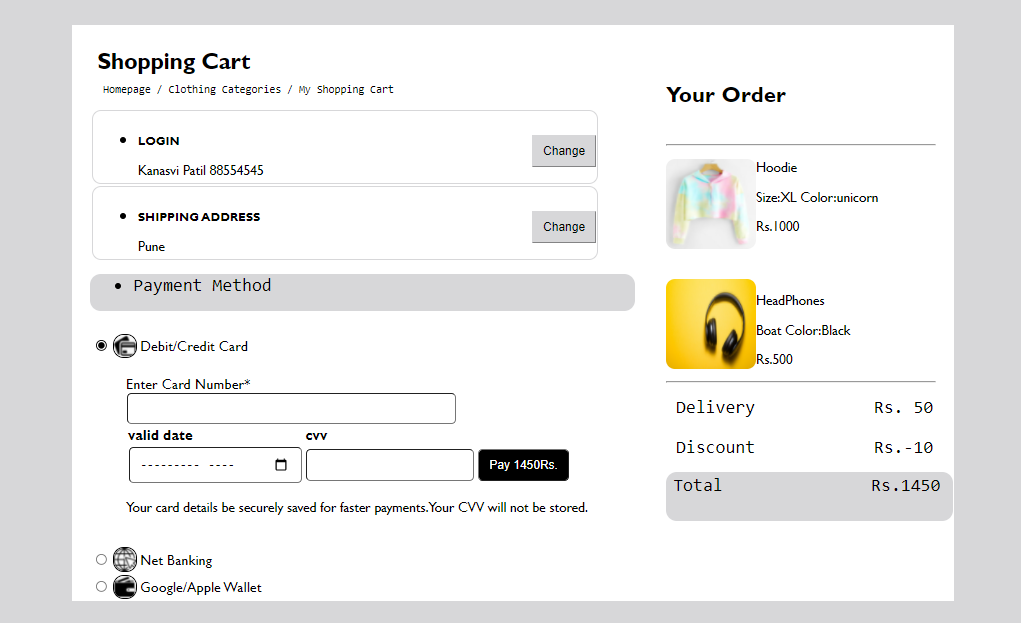 Shopping Cart
Homepage / Clothing Categories / My Shopping Cart
LOGIN
Kanasvi Patil 88554545
Change
SHIPPING ADDRESS
Pune
Change
Payment Method
Debit/Credit Card
Enter Card Number*
valid date
cvv
--------- ----
Pay 1450Rs.
Your card details be securely saved for faster payments.Your CVV will not be stored.
Net Banking
Google/Apple Wallet
Your Order
Hoodie
Size:XL Color:unicorn
Rs.1000
HeadPhones
Boat Color:Black
Rs.500
Delivery Rs. 50
Discount Rs.-10
Total Rs.1450